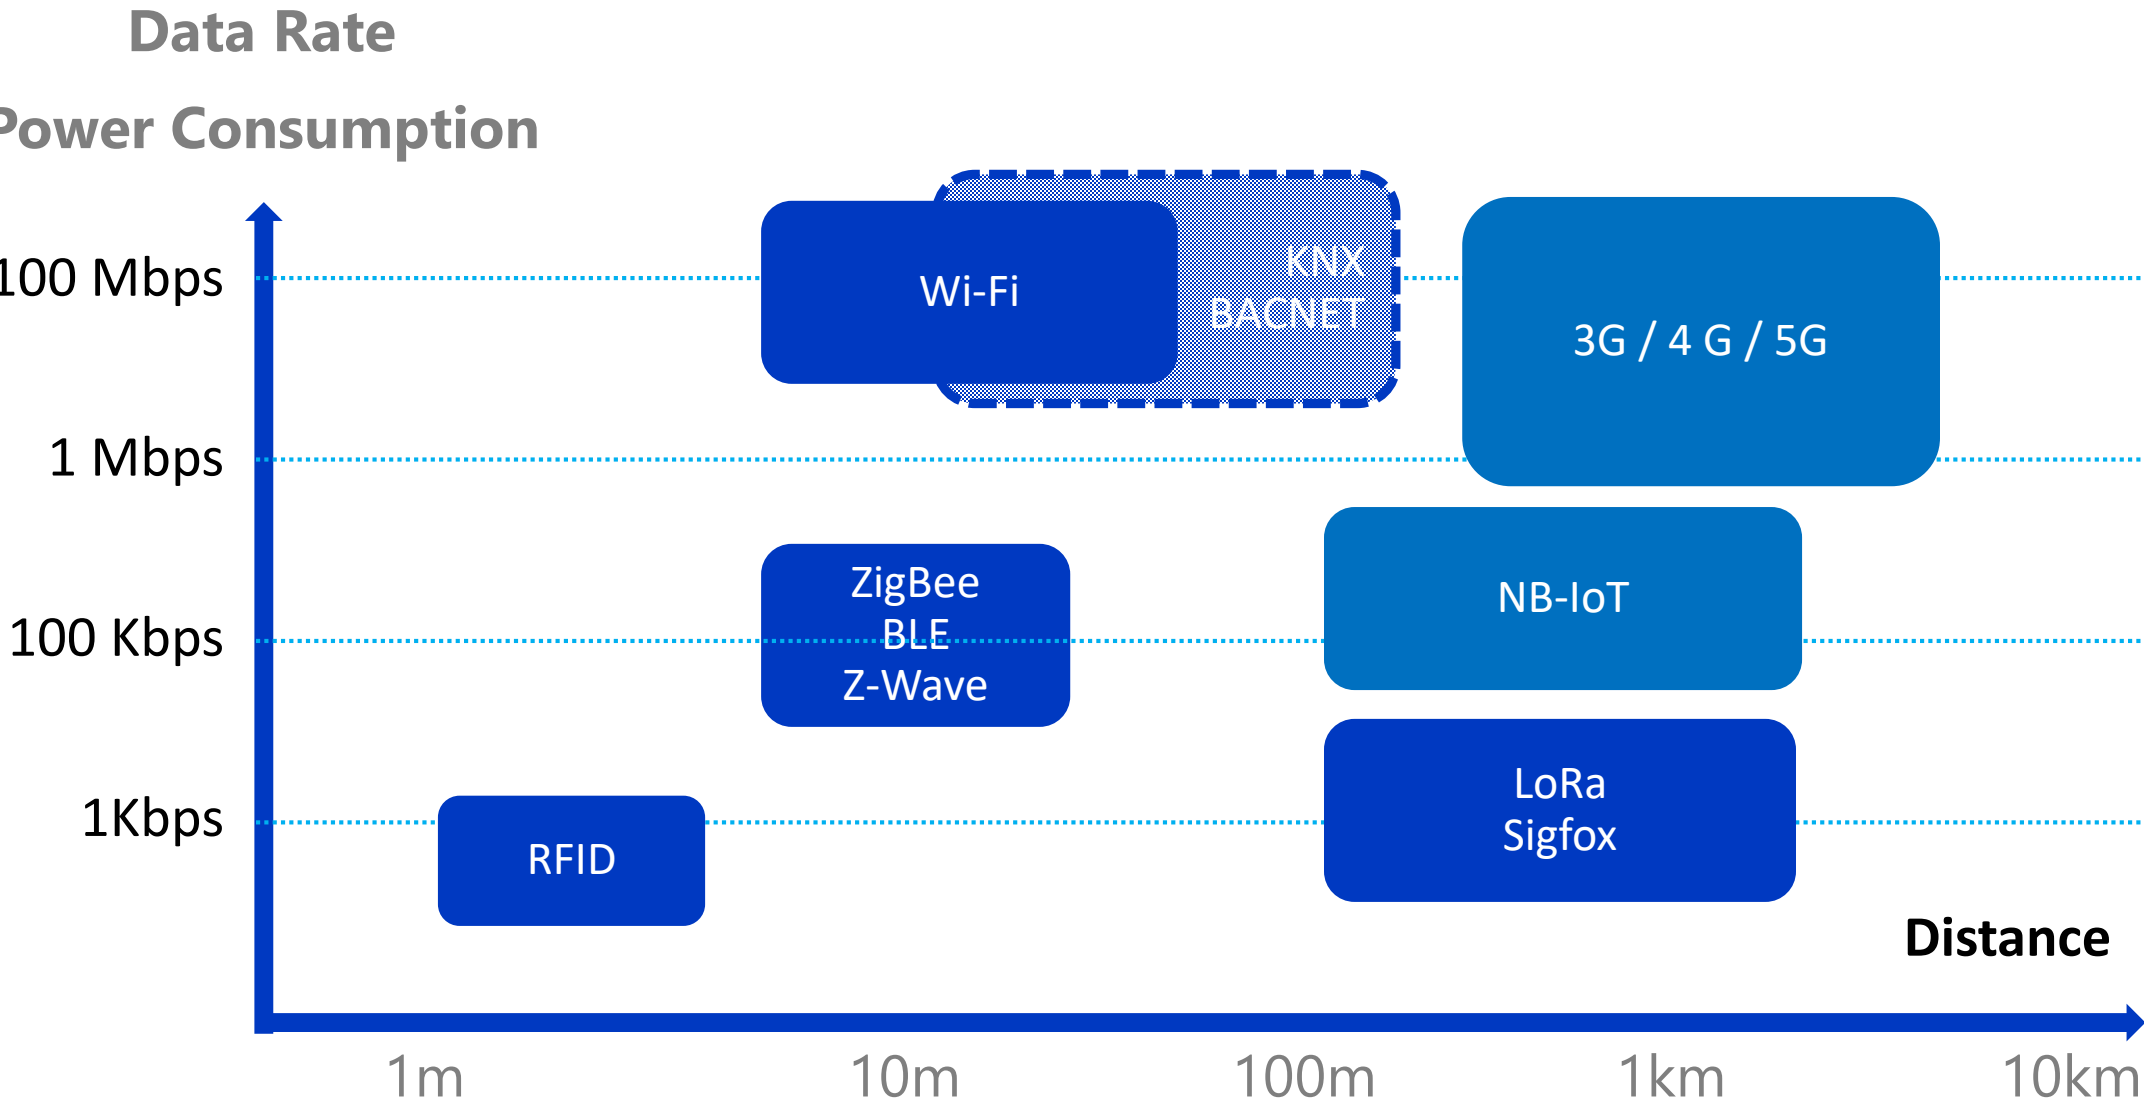 Data Rate
Power Consumption
100 Mbps
Wi-Fi
KNX
BACNET
3G / 4 G / 5G
1 Mbps
ZigBee
BLE
Z-Wave
NB-IoT
100 Kbps
LoRa
Sigfox
1Kbps
RFID
Distance
1m
10m
100m
1km
10km